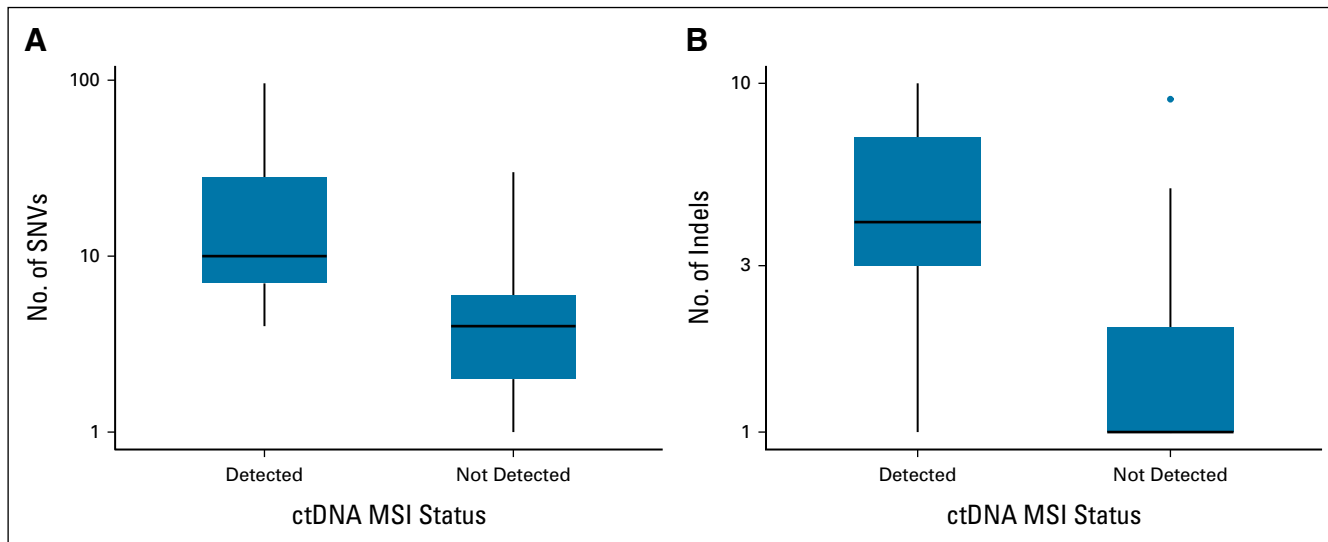 A
100
10
1
No. of SNVs
Detected
Not Detected
ctDNA MSI Status
B
10
3
1
No. of Indels
Detected
Not Detected
ctDNA MSI Status